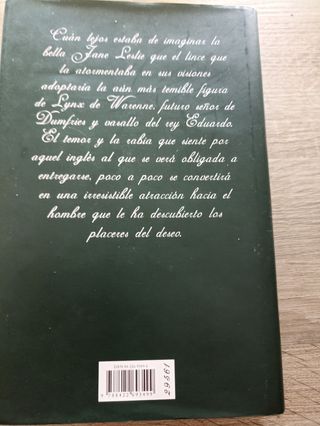 Cuán lejos estaba de imaginar la
bella Jane Leslie que el lince que
la atormentaba en sus visiones
adoptaría la aún más temible figura
de Lynx de Warenne, futuro señor de
Dumfries y vasallo del rey Eduardo.
El temor y la rabia que siente por
aquel inglés al que se verá obligada a
entregarse, poco a poco se convertirá
en una irresistible atracción hacia el
hombre que le ha descubierto los
placeres del deseo.
29561